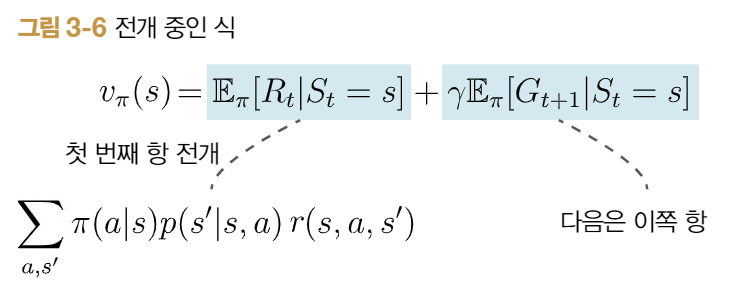 그림 3-6 전개 중인 식
v_π(s) = 𝔼_π[R_t|S_t = s] + γ𝔼_π[G_{t+1}|S_t = s]
첫 번째 항 전개
∑_{a,s′} π(a|s)p(s′|s, a) r(s, a, s′)
다음은 이쪽 항